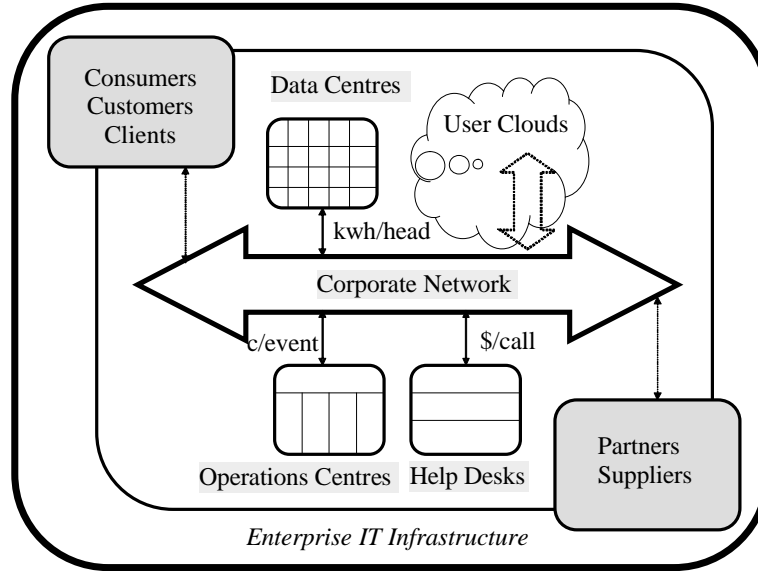 Consumers
Customers
Clients
Data Centres
User Clouds
kwh/head
Corporate Network
c/event
$/call
Operations Centres
Help Desks
Partners
Suppliers
Enterprise IT Infrastructure